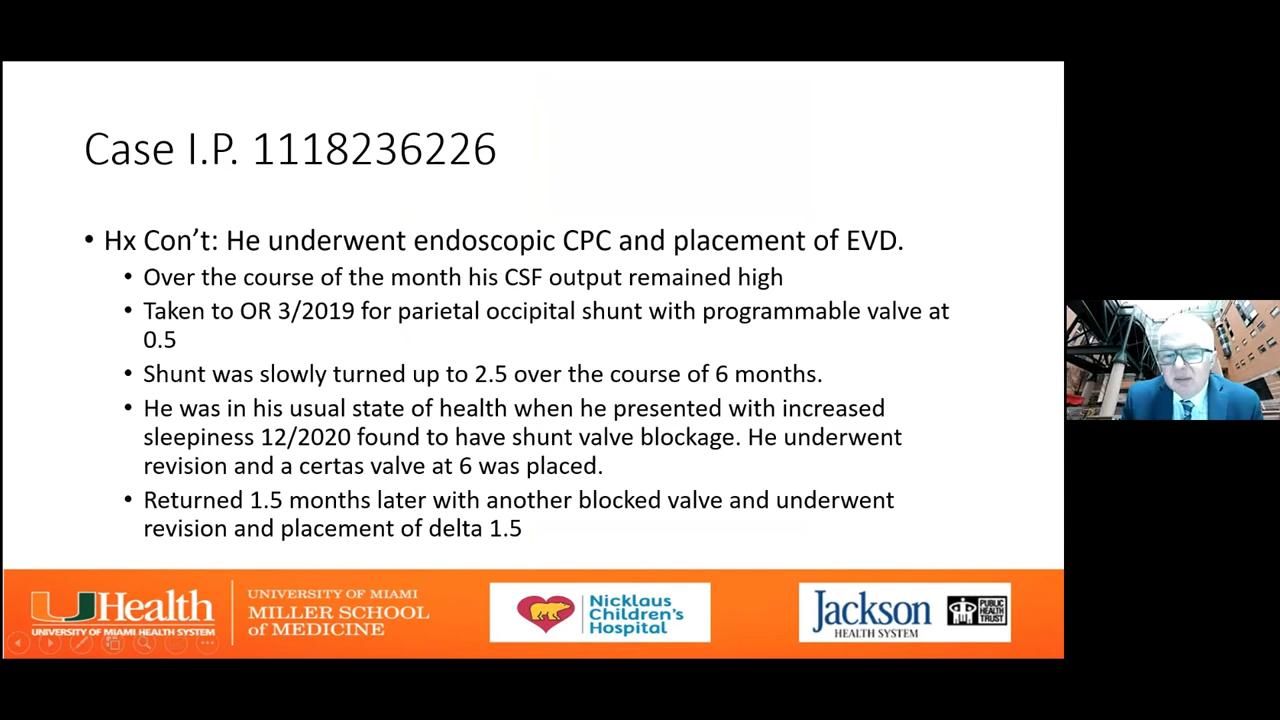 Case I.P. 1118236226
• Hx Con’t: He underwent endoscopic CPC and placement of EVD.
• Over the course of the month his CSF output remained high
• Taken to OR 3/2019 for parietal occipital shunt with programmable valve at
0.5
• Shunt was slowly turned up to 2.5 over the course of 6 months.
• He was in his usual state of health when he presented with increased
sleepiness 12/2020 found to have shunt valve blockage. He underwent
revision and a certas valve at 6 was placed.
• Returned 1.5 months later with another blocked valve and underwent
revision and placement of delta 1.5
UHealth
UNIVERSITY OF MIAMI HEALTH SYSTEM
UNIVERSITY OF MIAMI
MILLER SCHOOL
of MEDICINE
Nicklaus
Children's
Hospital
Jackson
HEALTH SYSTEM
PUBLIC
HEALTH
TRUST